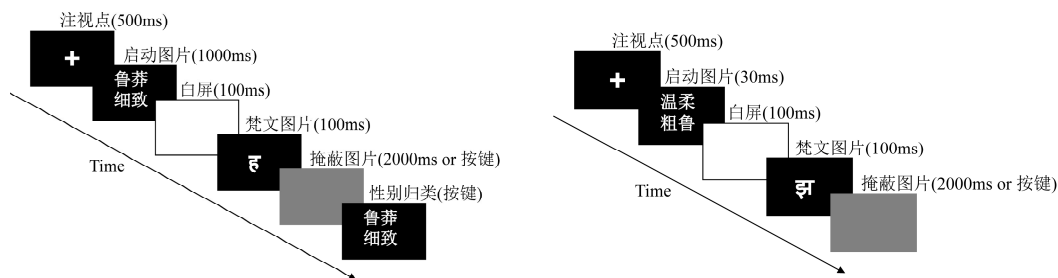 注视点(500ms)
启动图片(1000ms)
鲁莽
细致
白屏(100ms)
梵文图片(100ms)
ह
掩蔽图片(2000ms or 按键)
性别归类(按键)
鲁莽
细致
Time
注视点(500ms)
启动图片(30ms)
温柔
粗鲁
白屏(100ms)
梵文图片(100ms)
झ
掩蔽图片(2000ms or 按键)
Time